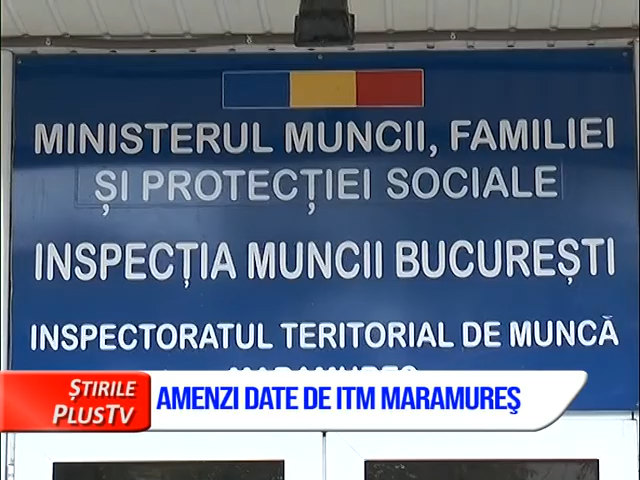 MINISTERUL MUNCII, FAMILIEI
ȘI PROTECȚIEI SOCIALE
INSPECȚIA MUNCII BUCUREȘTI
INSPECTORATUL TERITORIAL DE MUNCĂ
MARAMUREȘ
ȘTIRILE
PLUSTV
AMENZI DATE DE ITM MARAMUREŞ